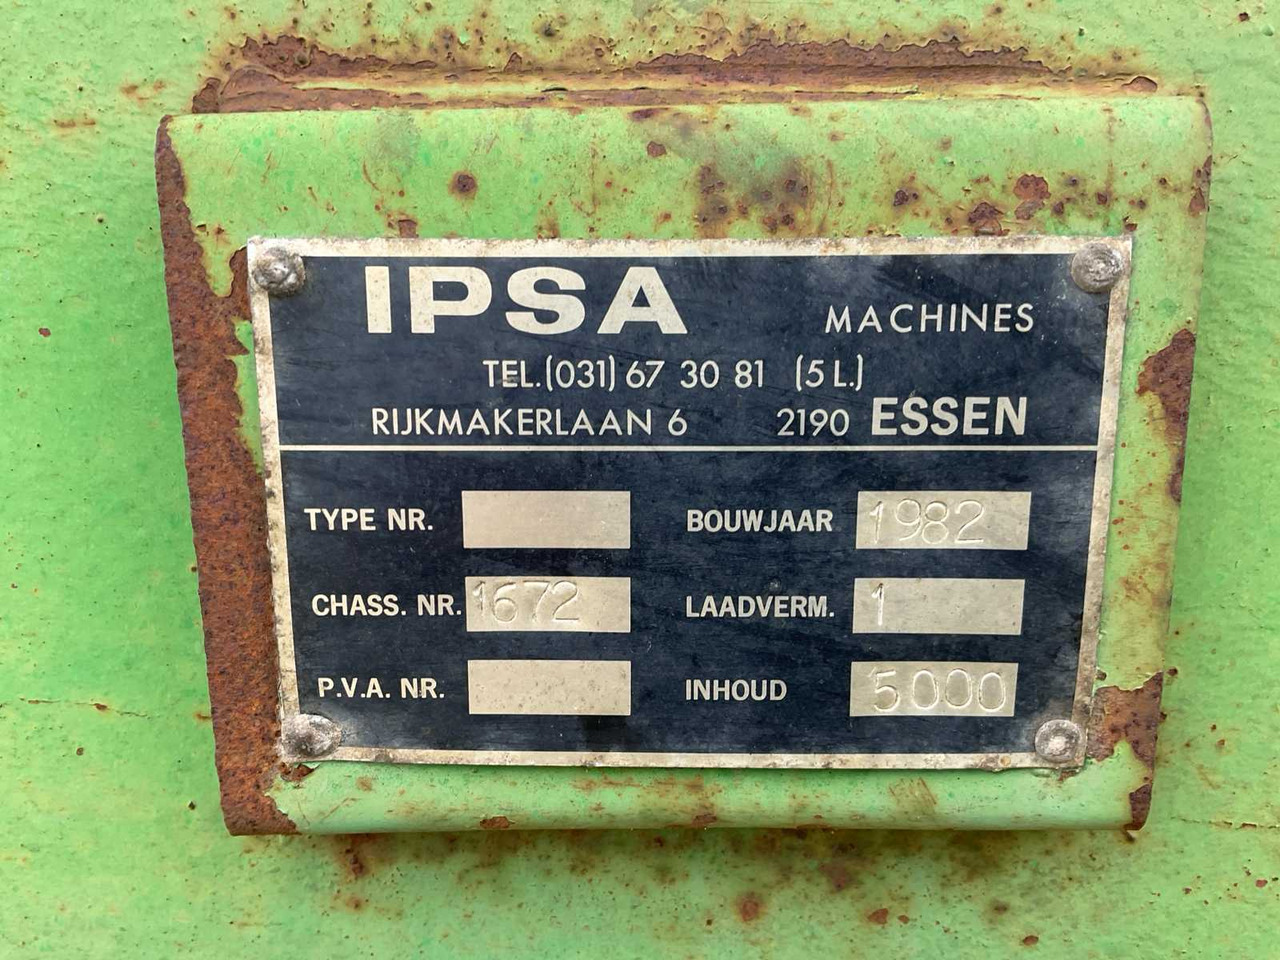 IPSA MACHINES
TEL.(031) 67 30 81 (5 L.)
RIJKMAKERLAAN 6 2190 ESSEN
TYPE NR. BOUWJAAR 1982
CHASS. NR. 1672 LAADVERM. 1
P.V.A. NR. INHOUD 5000